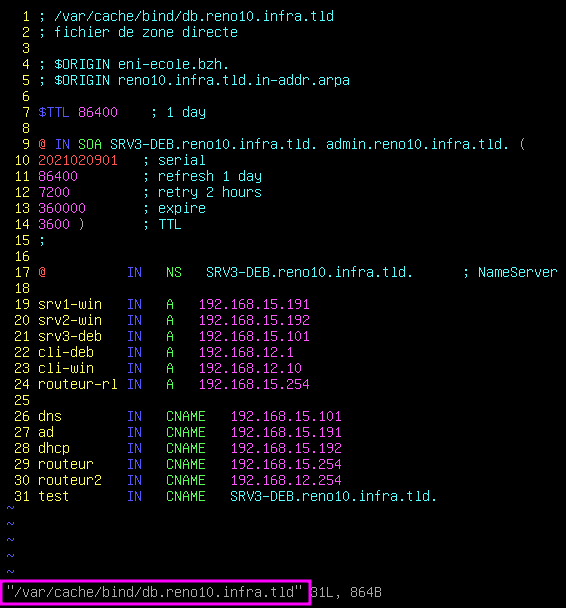 1 ; /var/cache/bind/db.reno10.infra.tld
2 ; fichier de zone directe
3
4 ; $ORIGIN eni-ecole.bzh.
5 ; $ORIGIN reno10.infra.tld.in-addr.arpa
6
7 $TTL 86400    ; 1 day
8
9 @ IN SOA SRV3-DEB.reno10.infra.tld. admin.reno10.infra.tld. (
10 2021020901   ; serial
11 86400        ; refresh 1 day
12 7200         ; retry 2 hours
13 360000       ; expire
14 3600 )       ; TTL
15 ;
16
17 @          IN   NS   SRV3-DEB.reno10.infra.tld.      ; NameServer
18
19 srv1-win   IN   A   192.168.15.191
20 srv2-win   IN   A   192.168.15.192
21 srv3-deb   IN   A   192.168.15.101
22 cli-deb    IN   A   192.168.12.1
23 cli-win    IN   A   192.168.12.10
24 routeur-rl IN   A   192.168.15.254
25
26 dns        IN   CNAME   192.168.15.101
27 ad         IN   CNAME   192.168.15.191
28 dhcp       IN   CNAME   192.168.15.192
29 routeur    IN   CNAME   192.168.15.254
30 routeur2   IN   CNAME   192.168.12.254
31 test       IN   CNAME   SRV3-DEB.reno10.infra.tld.
~
~
~
~
~
"/var/cache/bind/db.reno10.infra.tld" 31L, 864B